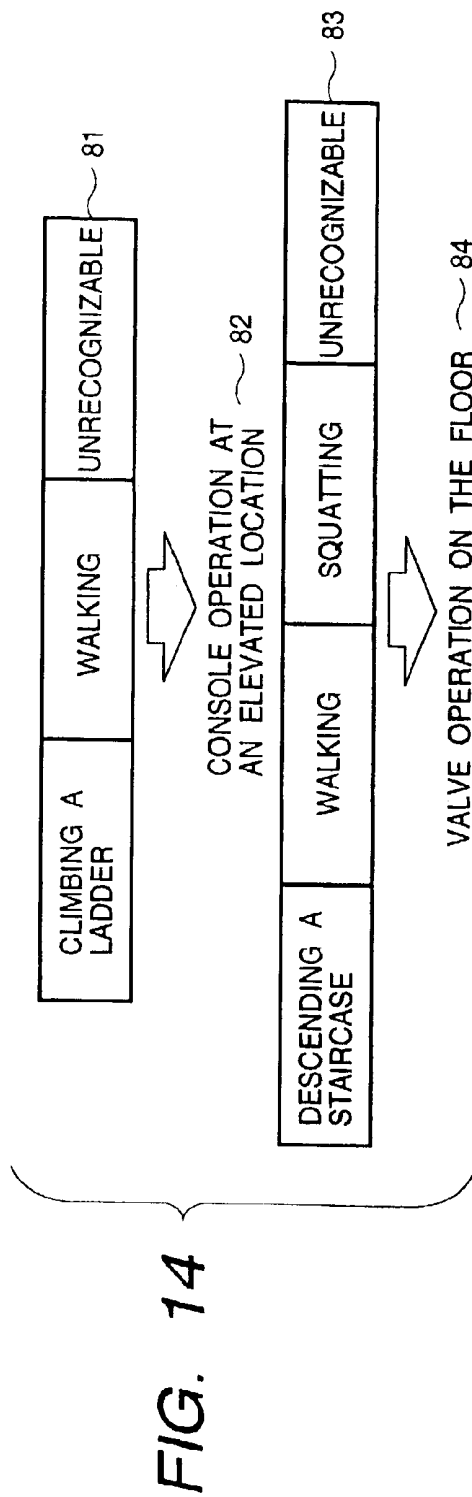 FIG. 14
CLIMBING A
LADDER
WALKING
UNRECOGNIZABLE
81
CONSOLE OPERATION AT
AN ELEVATED LOCATION
82
DESCENDING A
STAIRCASE
WALKING
SQUATTING
UNRECOGNIZABLE
83
VALVE OPERATION ON THE FLOOR
84